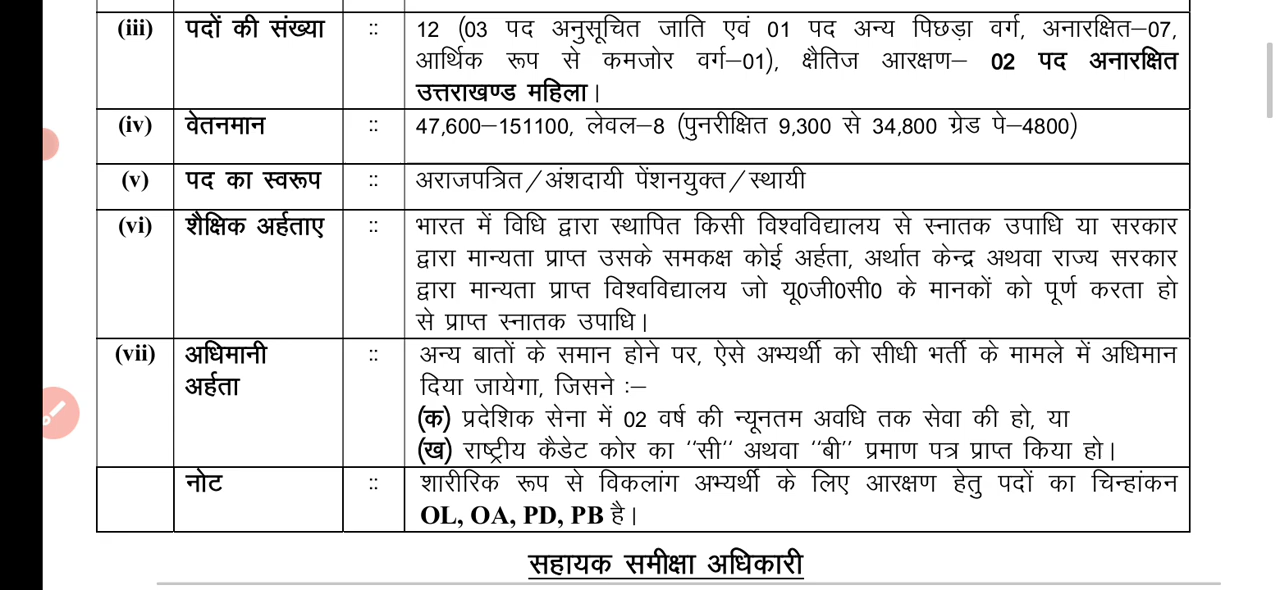 (iii) पदों की संख्या :: 12 (03 पद अनुसूचित जाति एवं 01 पद अन्य पिछड़ा वर्ग, अनारक्षित–07,
आर्थिक रूप से कमजोर वर्ग–01), क्षैतिज आरक्षण– 02 पद अनारक्षित
उत्तराखण्ड महिला।
(iv) वेतनमान :: 47,600–151100, लेवल–8 (पुनरीक्षित 9,300 से 34,800 ग्रेड पे–4800)
(v) पद का स्वरूप :: अराजपत्रित/अंशदायी पेंशनयुक्त/स्थायी
(vi) शैक्षिक अर्हताए :: भारत में विधि द्वारा स्थापित किसी विश्वविद्यालय से स्नातक उपाधि या सरकार
द्वारा मान्यता प्राप्त उसके समकक्ष कोई अर्हता, अर्थात केन्द्र अथवा राज्य सरकार
द्वारा मान्यता प्राप्त विश्वविद्यालय जो यू0जी0सी0 के मानकों को पूर्ण करता हो
से प्राप्त स्नातक उपाधि।
(vii) अधिमानी :: अन्य बातों के समान होने पर, ऐसे अभ्यर्थी को सीधी भर्ती के मामले में अधिमान
अर्हता दिया जायेगा, जिसने :–
(क) प्रदेशिक सेना में 02 वर्ष की न्यूनतम अवधि तक सेवा की हो, या
(ख) राष्ट्रीय कैडेट कोर का ''सी'' अथवा ''बी'' प्रमाण पत्र प्राप्त किया हो।
नोट :: शारीरिक रूप से विकलांग अभ्यर्थी के लिए आरक्षण हेतु पदों का चिन्हांकन
OL, OA, PD, PB है।
सहायक समीक्षा अधिकारी